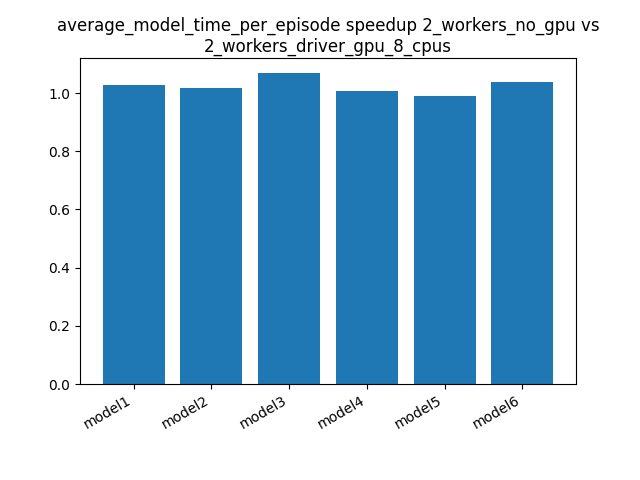 average_model_time_per_episode speedup 2_workers_no_gpu vs
2_workers_driver_gpu_8_cpus
1.0
0.8
0.6
0.4
0.2
0.0
model1
model2
model3
model4
model5
model6